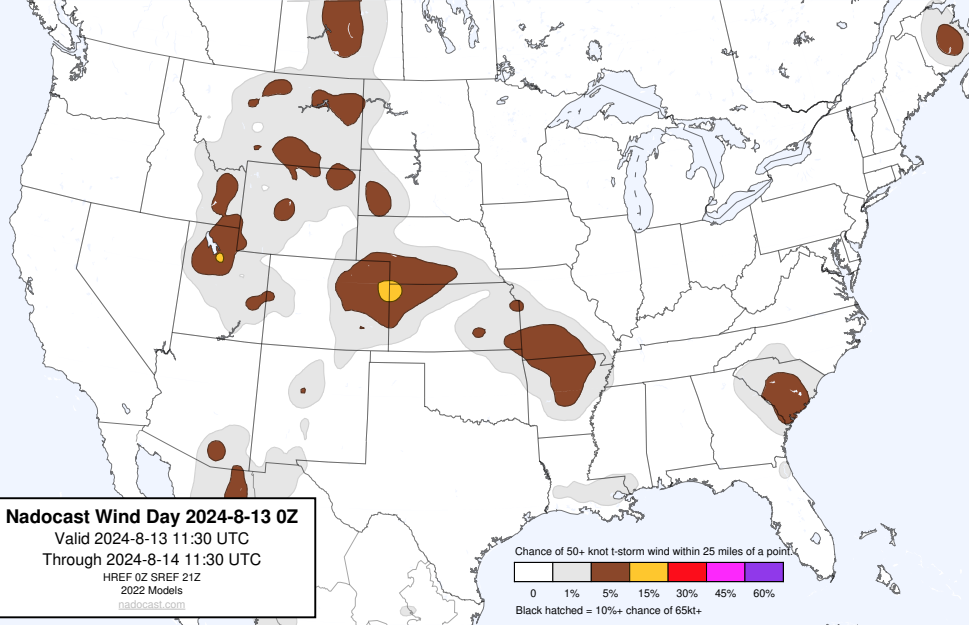 Nadocast Wind Day 2024-8-13 0Z
Valid 2024-8-13 11:30 UTC
Through 2024-8-14 11:30 UTC
HREF 0Z SREF 21Z
2022 Models
nadocast.com
Chance of 50+ knot t-storm wind within 25 miles of a point.
0 1% 5% 15% 30% 45% 60%
Black hatched = 10%+ chance of 65kt+